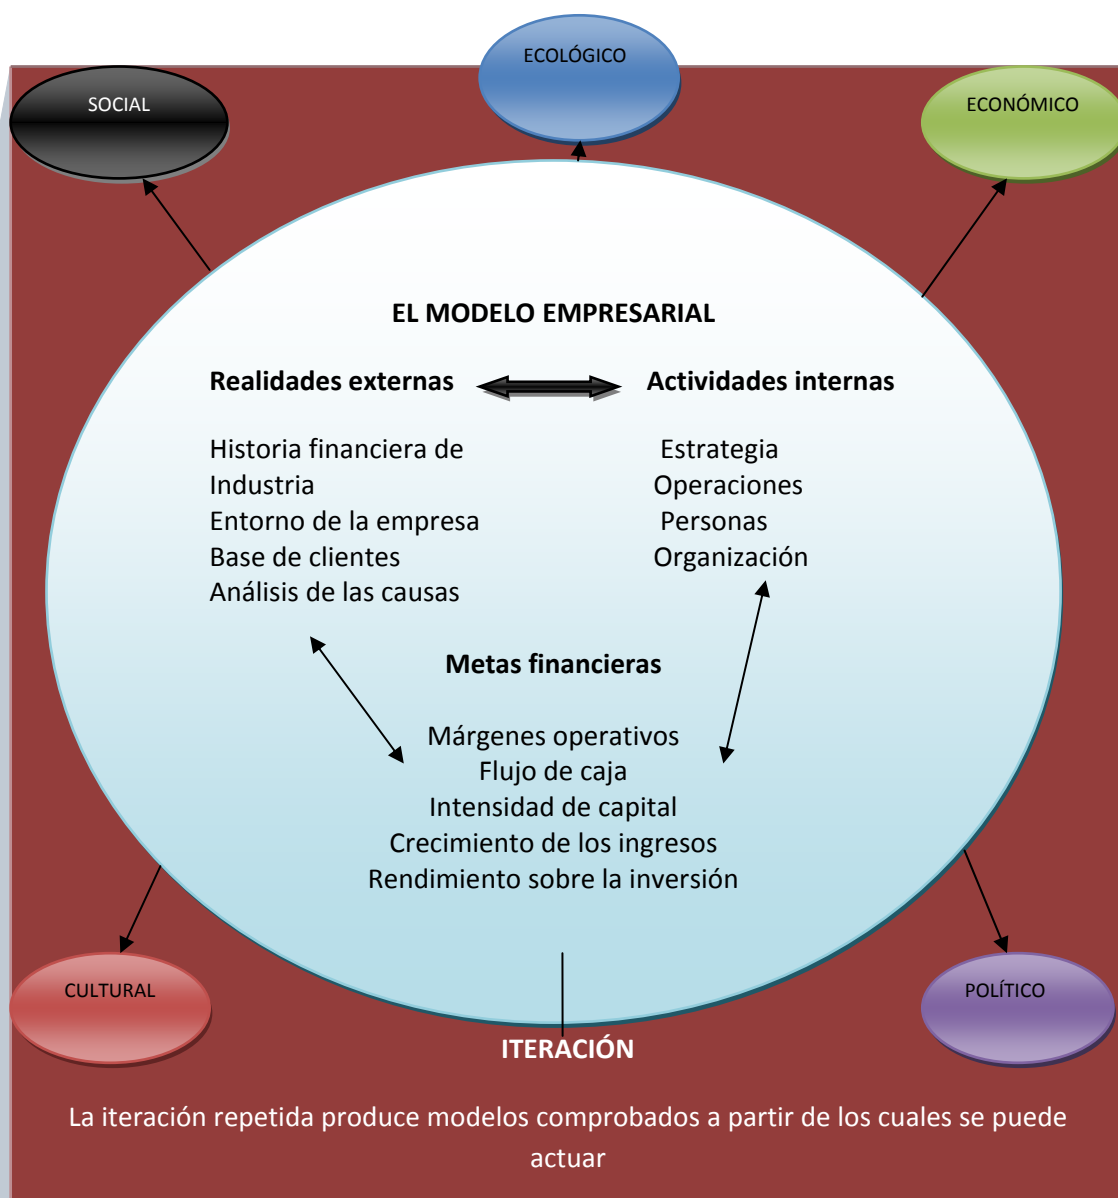 ECOLÓGICO
SOCIAL
ECONÓMICO
EL MODELO EMPRESARIAL
Realidades externas
Actividades internas
Historia financiera de
Industria
Entorno de la empresa
Base de clientes
Análisis de las causas
Estrategia
Operaciones
Personas
Organización
Metas financieras
Márgenes operativos
Flujo de caja
Intensidad de capital
Crecimiento de los ingresos
Rendimiento sobre la inversión
CULTURAL
POLÍTICO
ITERACIÓN
La iteración repetida produce modelos comprobados a partir de los cuales se puede
actuar